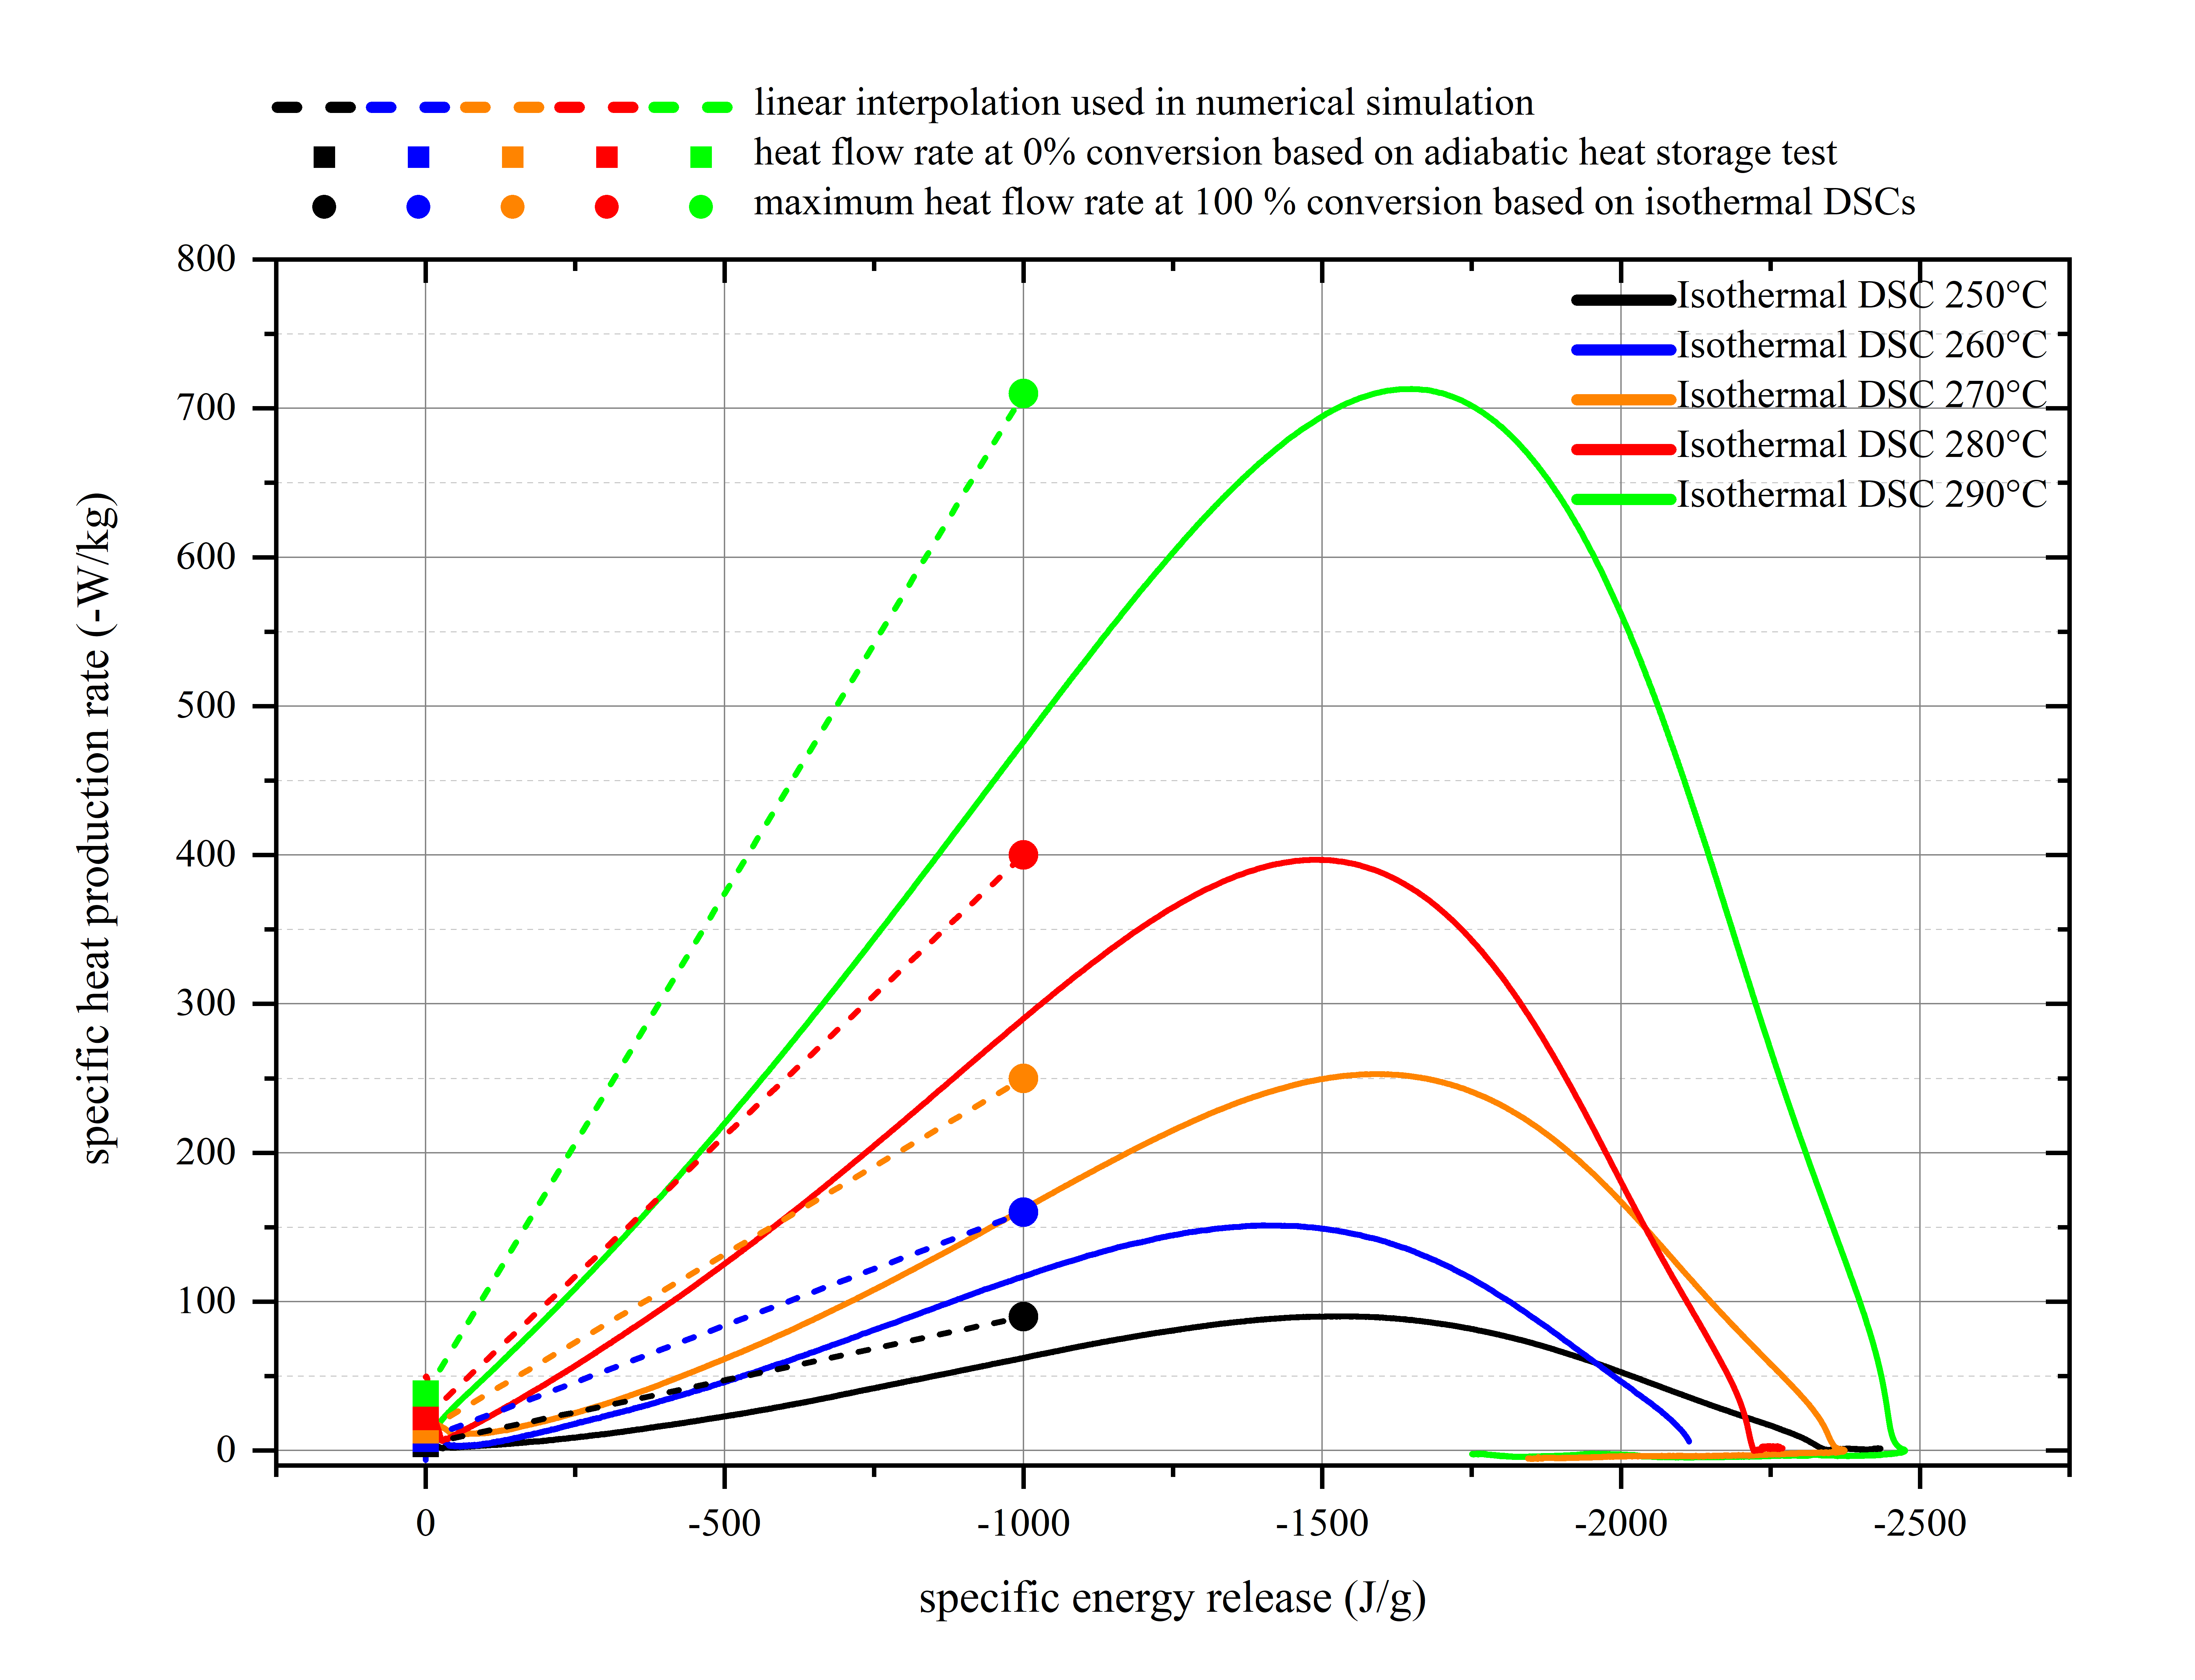 linear interpolation used in numerical simulation
heat flow rate at 0% conversion based on adiabatic heat storage test
maximum heat flow rate at 100 % conversion based on isothermal DSCs
Isothermal DSC 250°C
Isothermal DSC 260°C
Isothermal DSC 270°C
Isothermal DSC 280°C
Isothermal DSC 290°C
specific heat production rate (-W/kg)
800
700
600
500
400
300
200
100
0
0
-500
-1000
-1500
-2000
-2500
specific energy release (J/g)